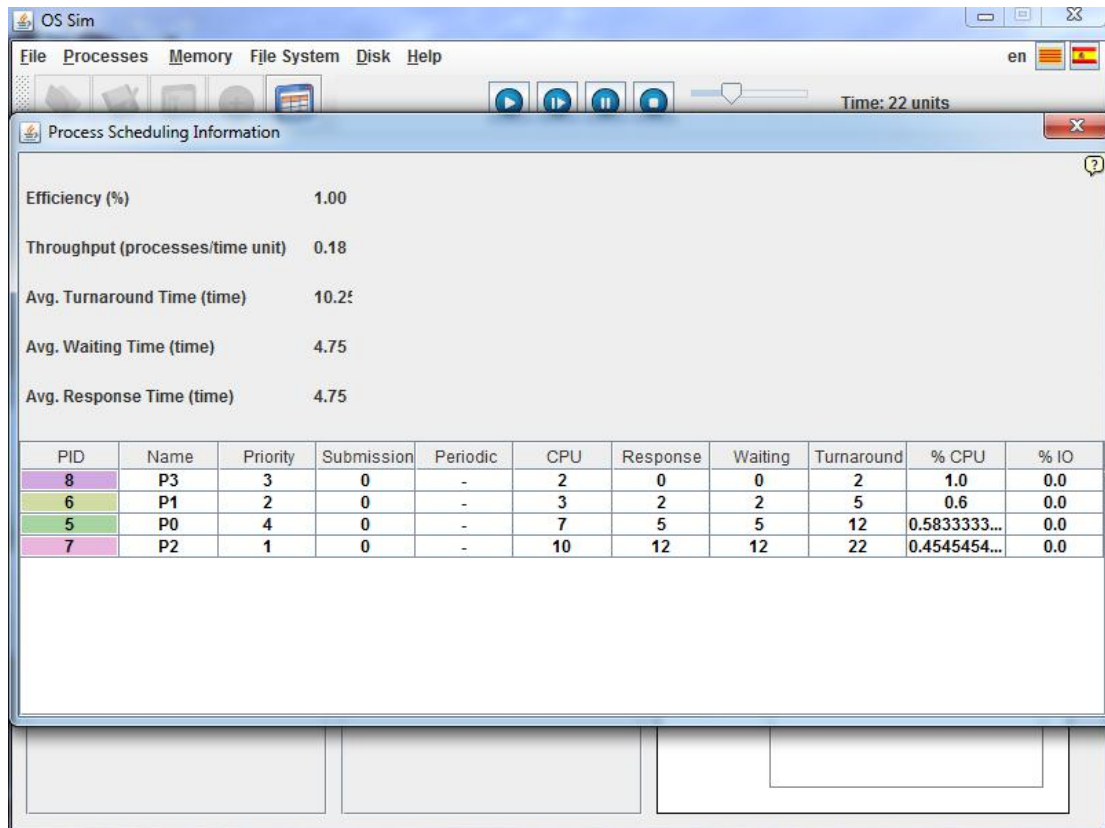 OS Sim
File Processes Memory File System Disk Help en
Time: 22 units
Process Scheduling Information
Efficiency (%) 1.00
Throughput (processes/time unit) 0.18
Avg. Turnaround Time (time) 10.25
Avg. Waiting Time (time) 4.75
Avg. Response Time (time) 4.75
PID Name Priority Submission Periodic CPU Response Waiting Turnaround % CPU % IO
8 P3 3 0 - 2 0 0 2 1.0 0.0
6 P1 2 0 - 3 2 2 5 0.6 0.0
5 P0 4 0 - 7 5 5 12 0.5833333... 0.0
7 P2 1 0 - 10 12 12 22 0.4545454... 0.0